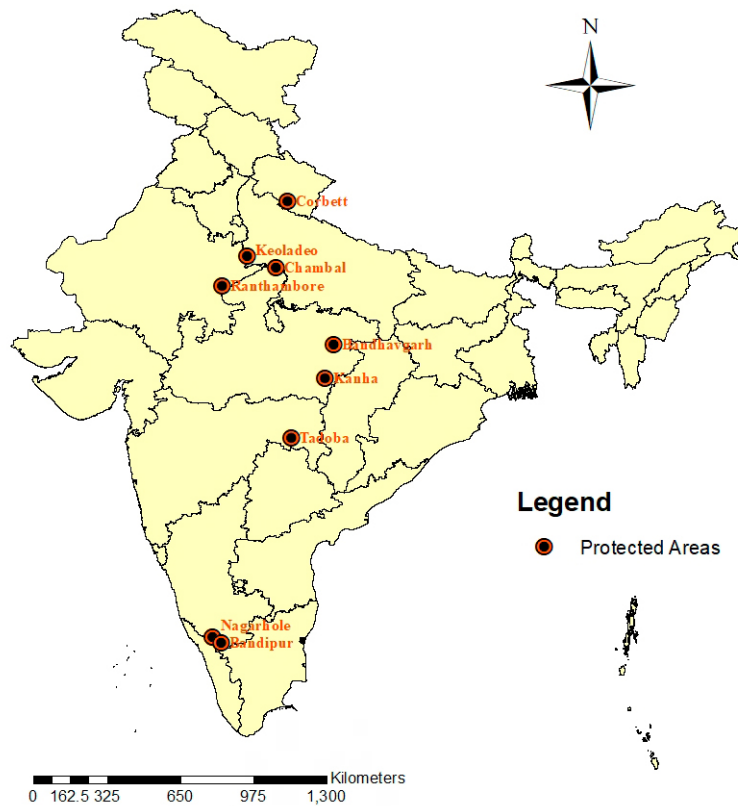 N
Corbett
Keoladeo
Chambal
Ranthambore
Bandhavgarh
Kanha
Tadoba
Legend
Protected Areas
Nagarhole
Bandipur
Kilometers
0 162.5 325 650 975 1,300